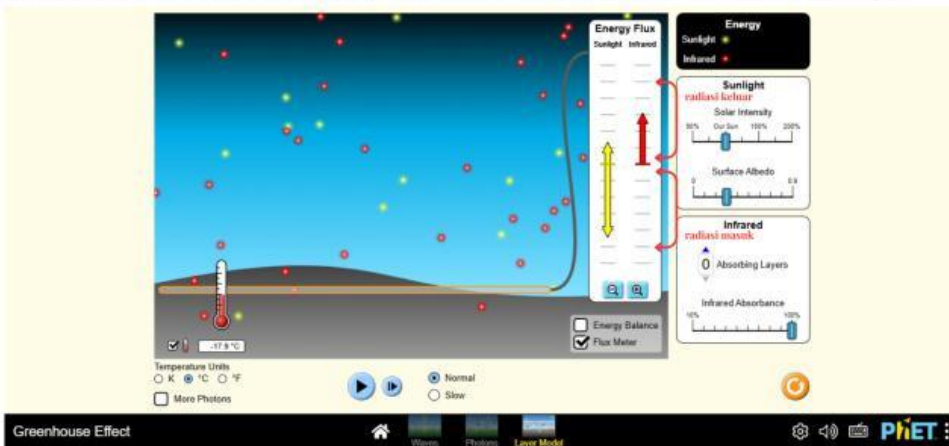 Energy Flux
Sunlight Infrared
Energy
Sunlight
Infrared
Sunlight
radiasi keluar
Solar Intensity
50% Our Sun 150% 200%
Surface Albedo
0 0.9
Infrared
radiasi masuk
0 Absorbing Layers
Infrared Absorbance
10% 100%
Energy Balance
Flux Meter
-17.9 °C
Temperature Units
K °C °F
More Photons
Normal
Slow
Greenhouse Effect
Waves Photons Layer Model
PhET